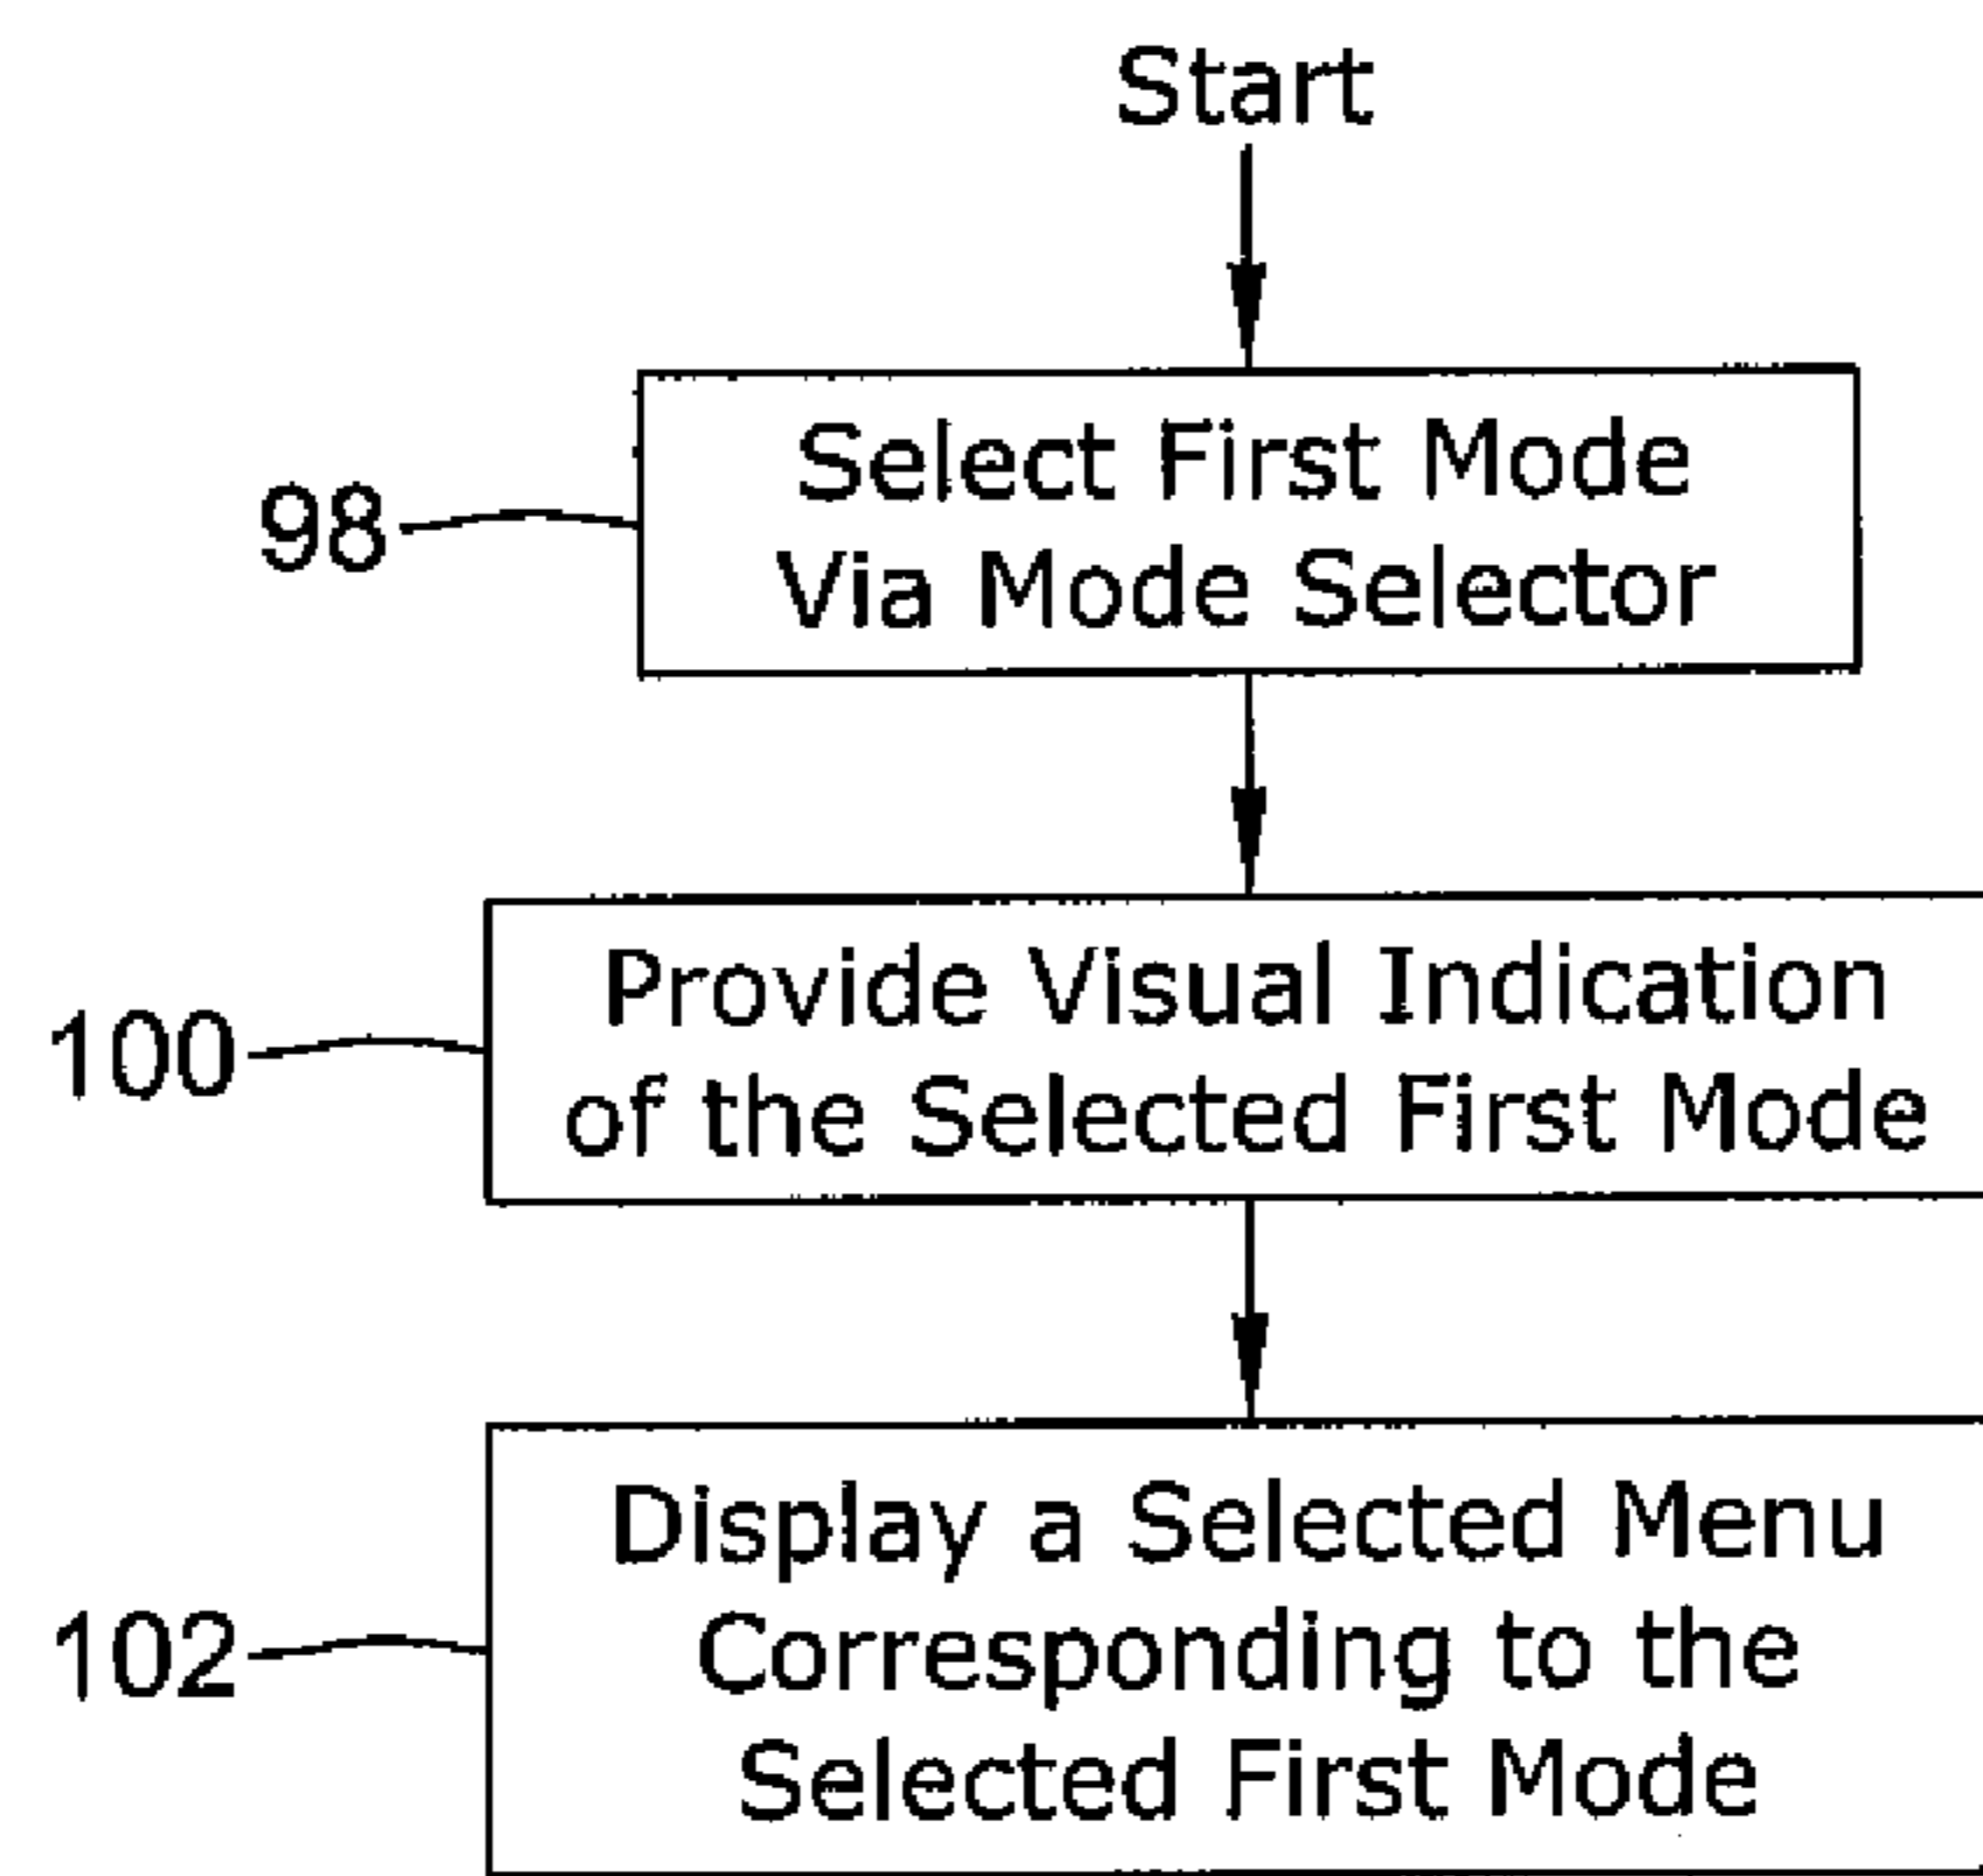 Start
98
Select First Mode
Via Mode Selector
100
Provide Visual Indication
of the Selected First Mode
102
Display a Selected Menu
Corresponding to the
Selected First Mode